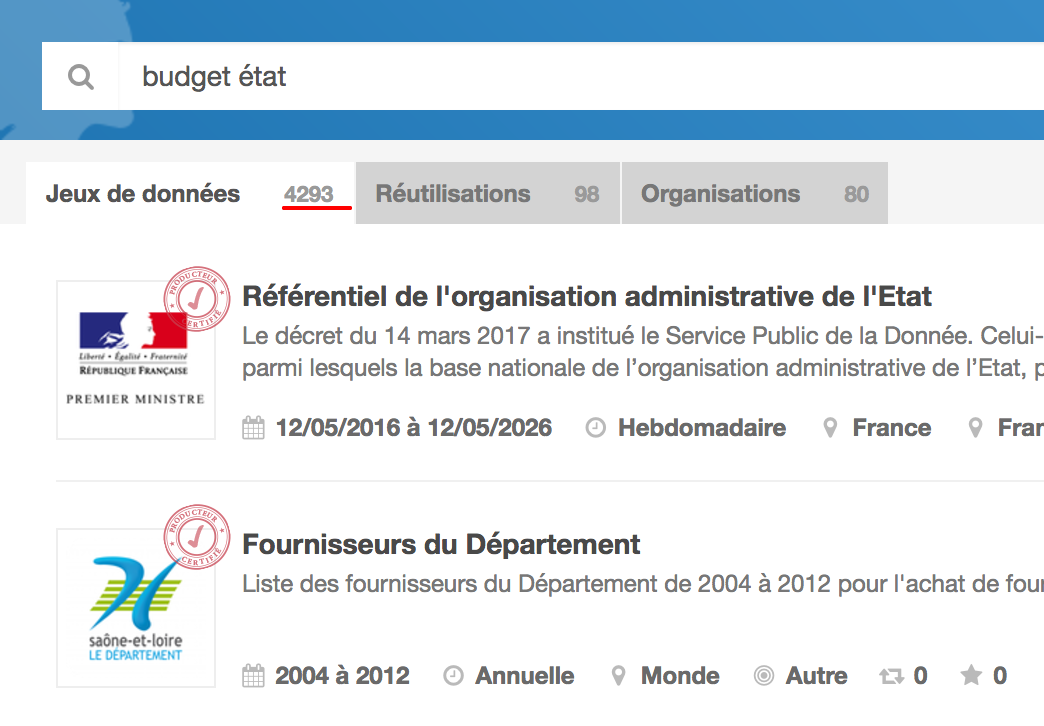 budget état
Jeux de données 4293 Réutilisations 98 Organisations 80
PRODUCTEUR CERTIFIÉ
Référentiel de l'organisation administrative de l'Etat
Le décret du 14 mars 2017 a institué le Service Public de la Donnée. Celui-
parmi lesquels la base nationale de l’organisation administrative de l’Etat, p
Liberté • Égalité • Fraternité
RÉPUBLIQUE FRANÇAISE
PREMIER MINISTRE
12/05/2016 à 12/05/2026 Hebdomadaire France Fran
PRODUCTEUR CERTIFIÉ
Fournisseurs du Département
Liste des fournisseurs du Département de 2004 à 2012 pour l'achat de four
saône-et-loire
LE DÉPARTEMENT
2004 à 2012 Annuelle Monde Autre 0 0